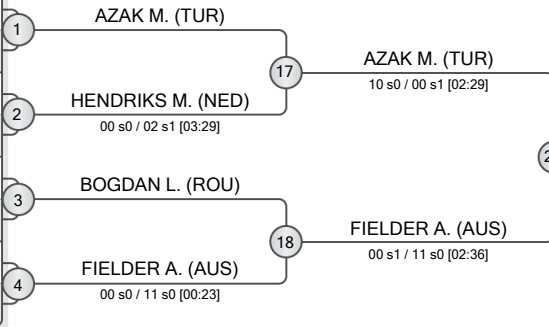 AZAK M. (TUR)
1
17
AZAK M. (TUR)
10 s0 / 00 s1 [02:29]
HENDRIKS M. (NED)
2
00 s0 / 02 s1 [03:29]
2
BOGDAN L. (ROU)
3
18
FIELDER A. (AUS)
00 s1 / 11 s0 [02:36]
FIELDER A. (AUS)
4
00 s0 / 11 s0 [00:23]